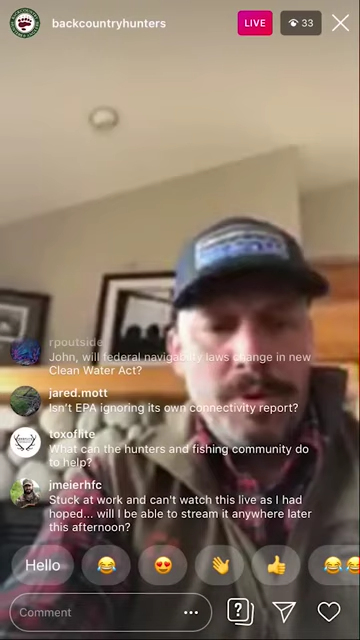 backcountryhunters
LIVE
33
rpoutside
John, will federal navigability laws change in new
Clean Water Act?
jared.mott
Isn't EPA ignoring its own connectivity report?
toxoflite
What can the hunters and fishing community do
to help?
jmeierhfc
Stuck at work and can't watch this live as I had
hoped... will I be able to stream it anywhere later
this afternoon?
Hello
Comment